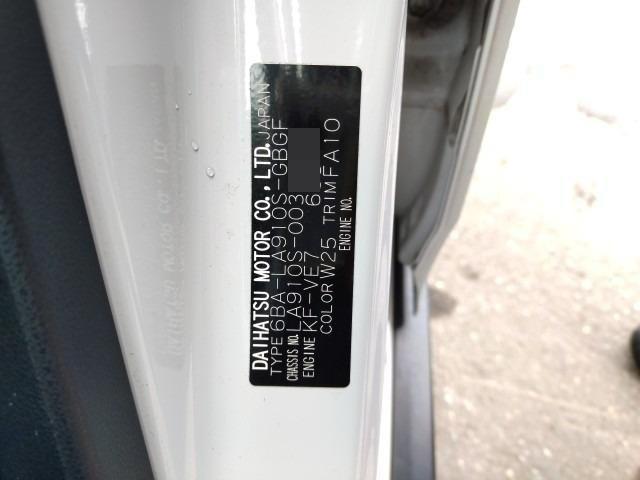 DAIHATSU MOTOR CO., LTD. JAPAN
TYPE 6BA-LA910S-GBGF
CHASSIS NO. LA910S-003
ENGINE KF-VE7
COLOR W25 TRIM FA10
ENGINE NO.